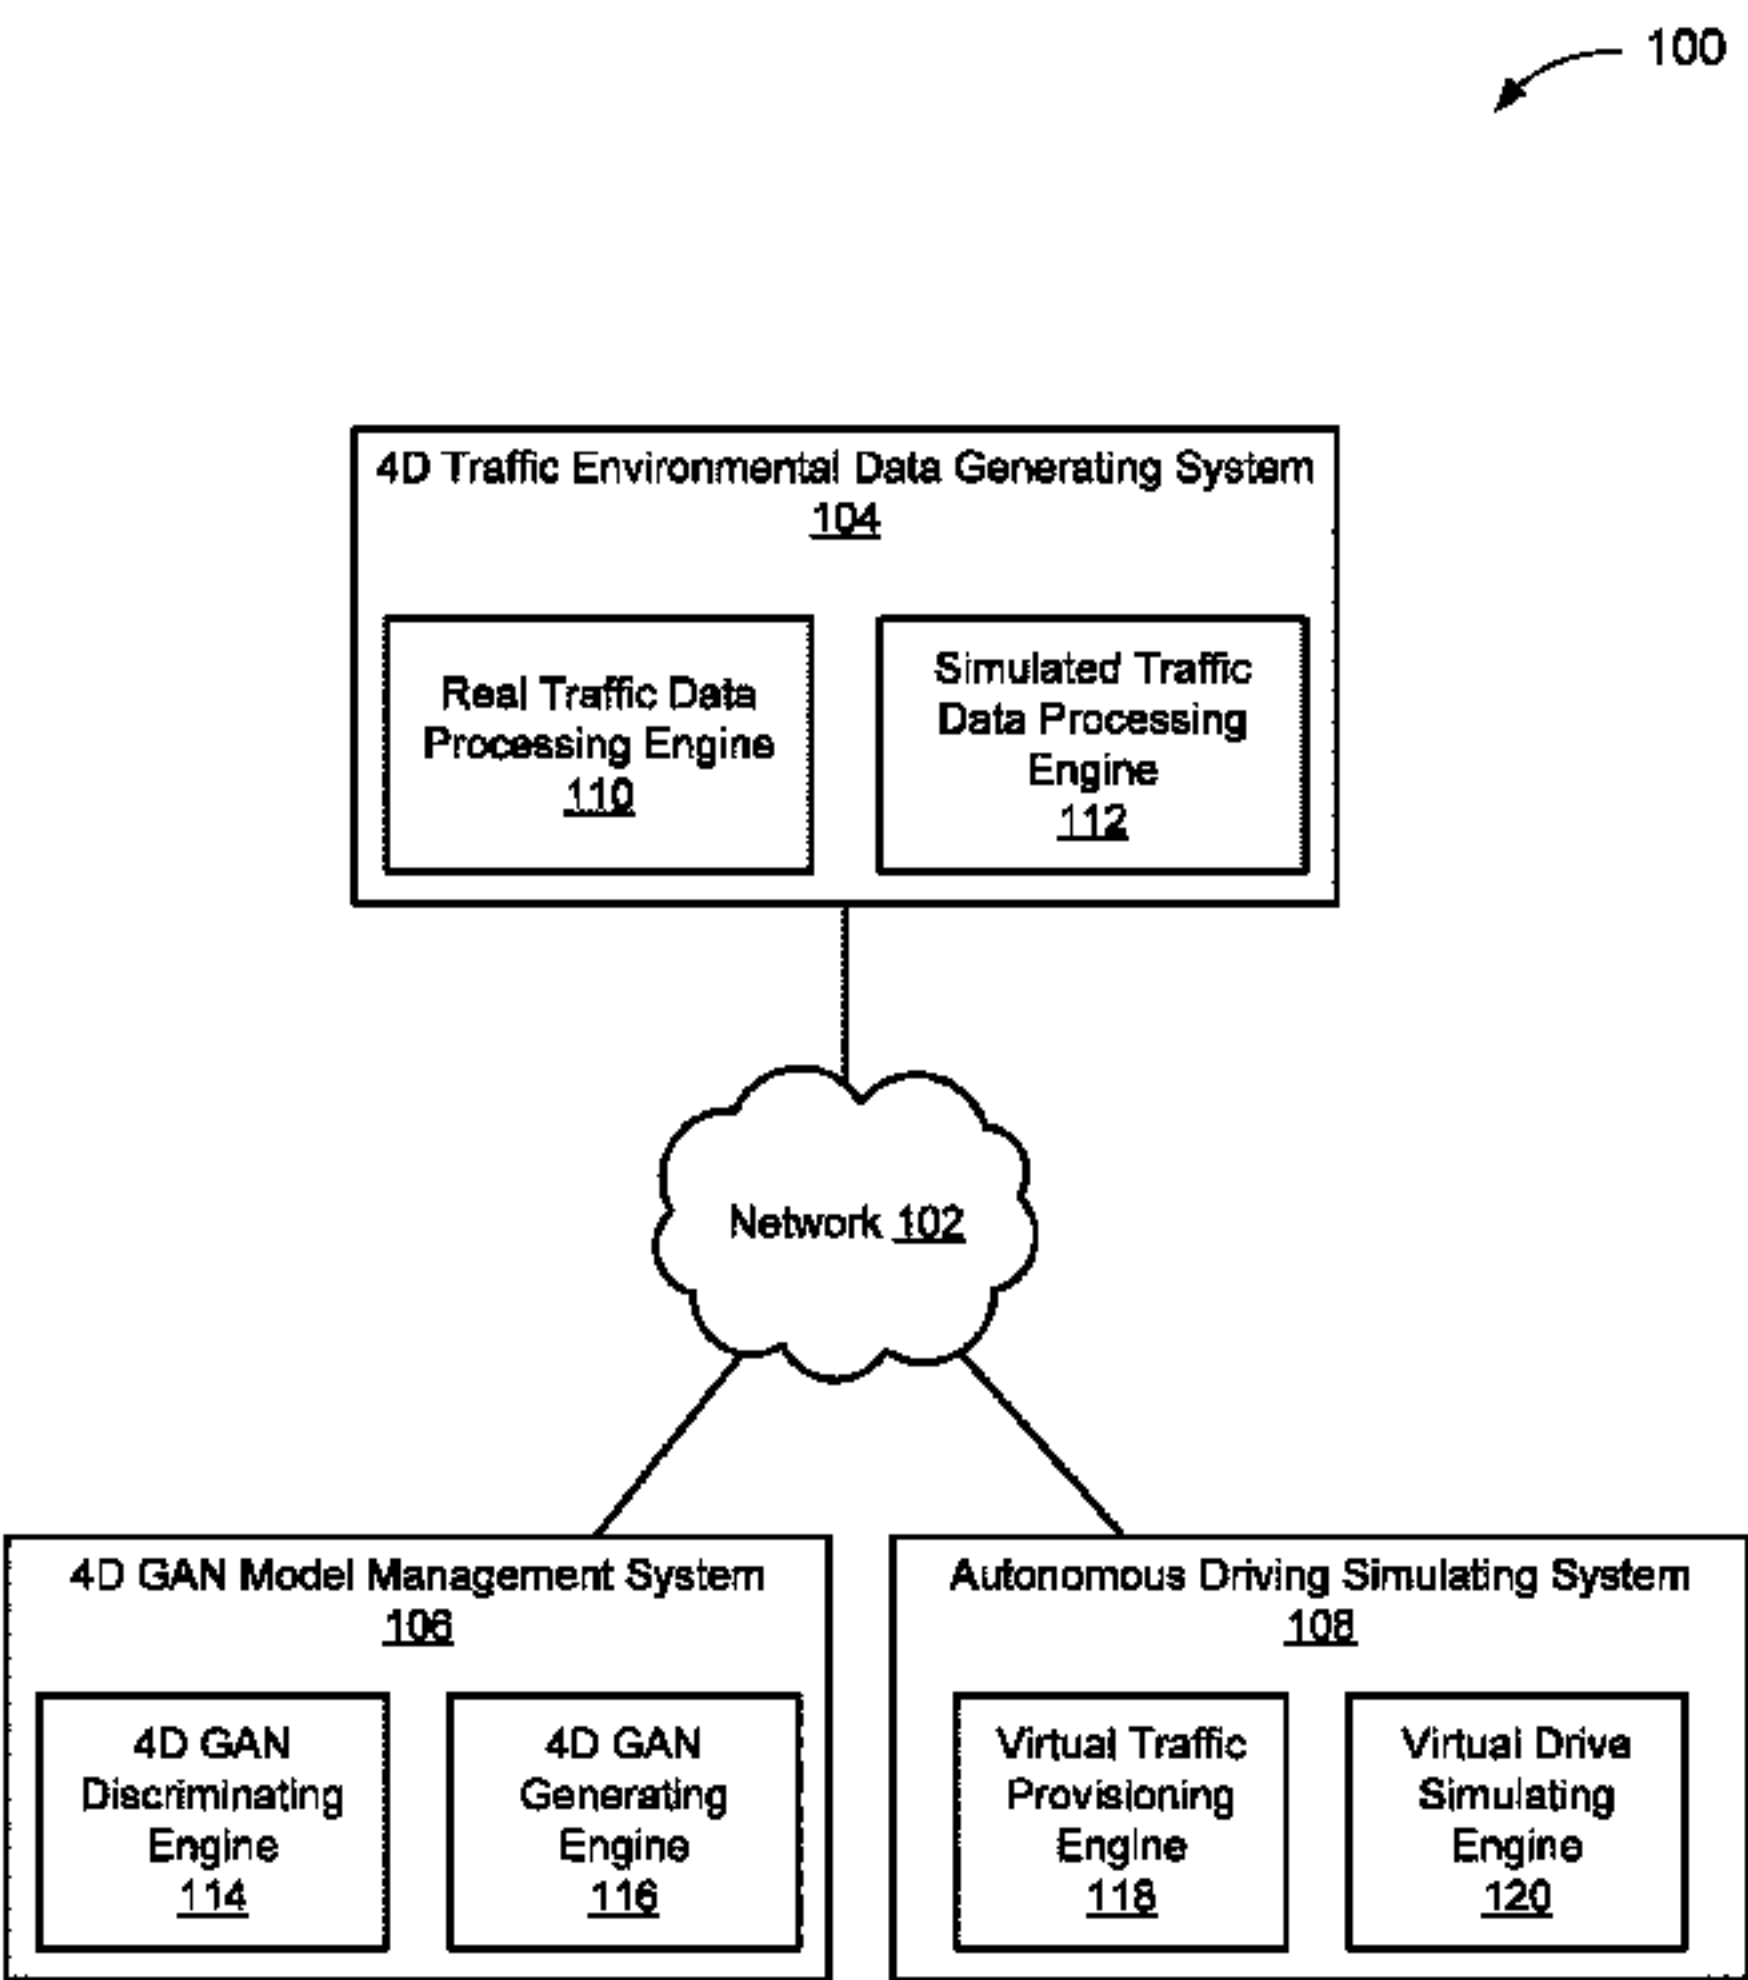 100
4D Traffic Environmental Data Generating System
104
Real Traffic Data
Processing Engine
110
Simulated Traffic
Data Processing
Engine
112
Network 102
4D GAN Model Management System
106
4D GAN
Discriminating
Engine
114
4D GAN
Generating
Engine
116
Autonomous Driving Simulating System
108
Virtual Traffic
Provisioning
Engine
118
Virtual Drive
Simulating
Engine
120